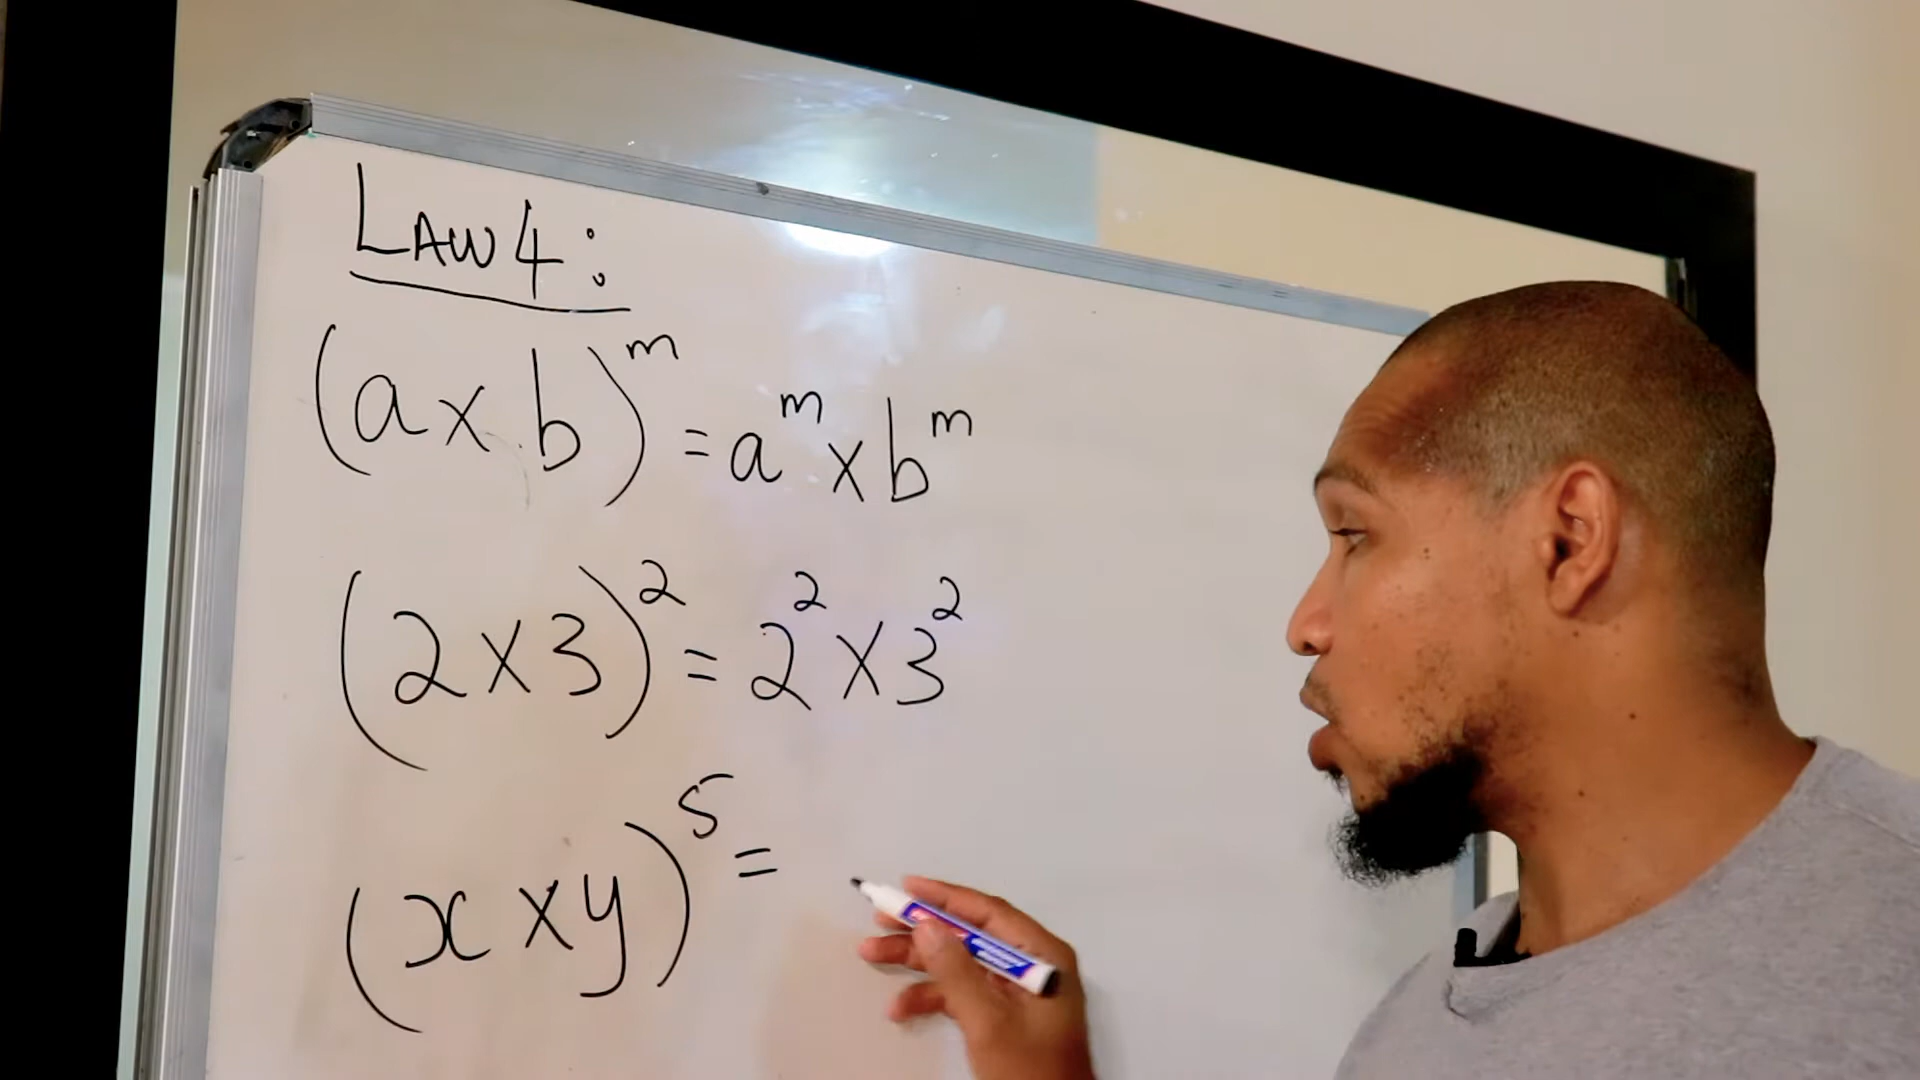 LAW 4:
(a x b)^m = a^m x b^m
(2 x 3)^2 = 2^2 x 3^2
(x x y)^5 =